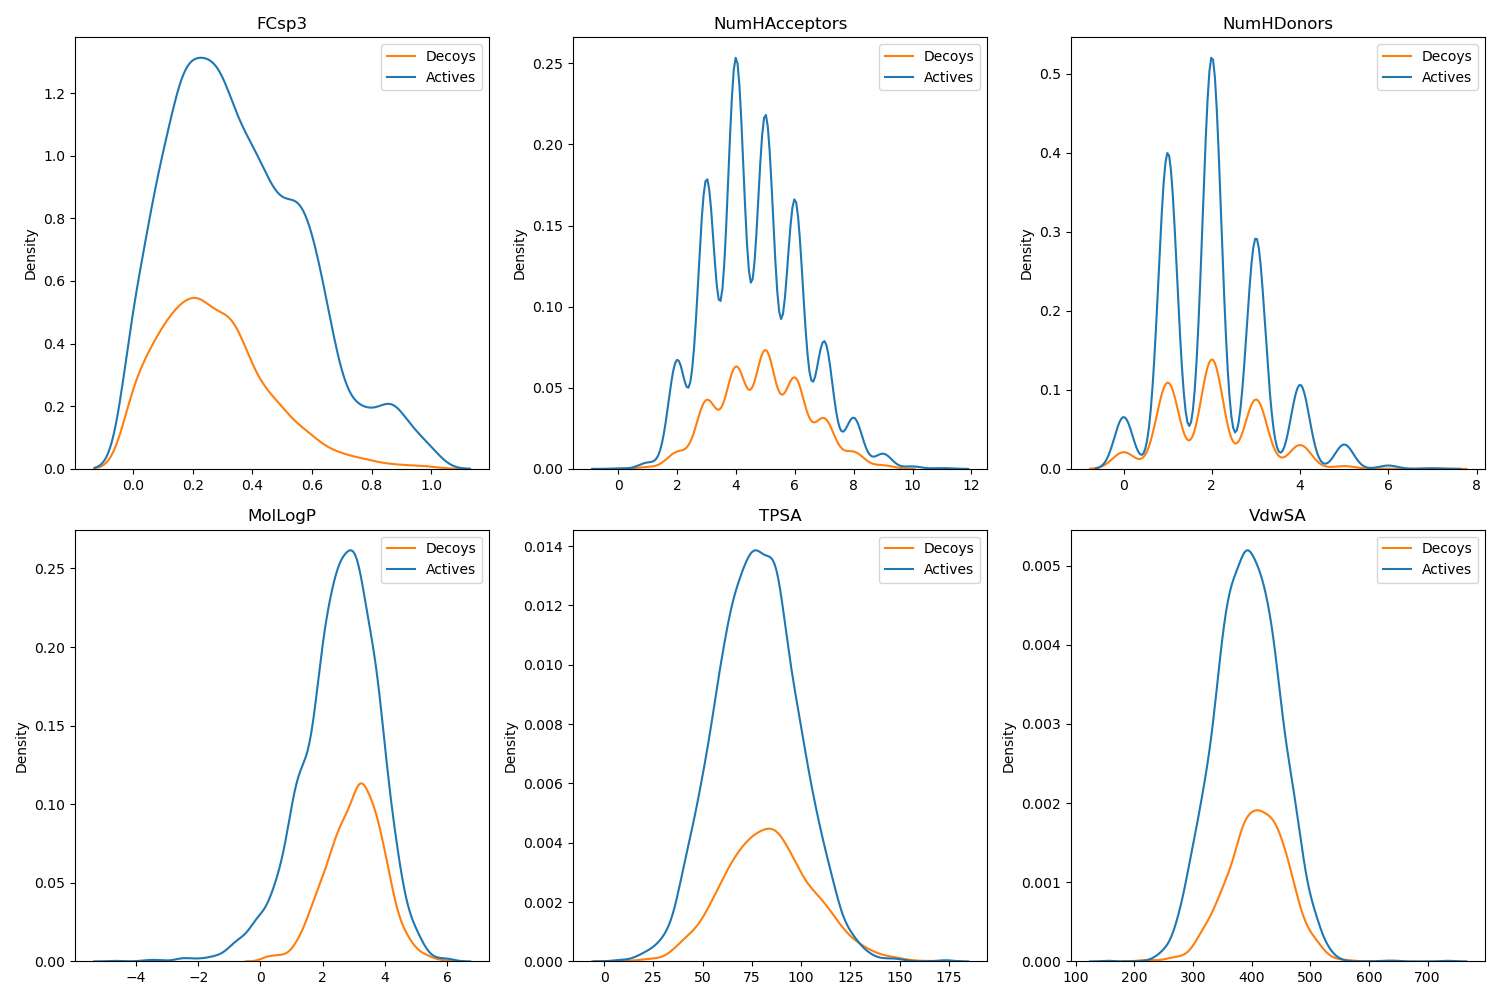 FCsp3
Density
1.2
1.0
0.8
0.6
0.4
0.2
0.0
0.0 0.2 0.4 0.6 0.8 1.0
Decoys
Actives
NumHAcceptors
Density
0.25
0.20
0.15
0.10
0.05
0.00
0 2 4 6 8 10 12
Decoys
Actives
NumHDonors
Density
0.5
0.4
0.3
0.2
0.1
0.0
0 2 4 6 8
Decoys
Actives
MolLogP
Density
0.25
0.20
0.15
0.10
0.05
0.00
−4 −2 0 2 4 6
Decoys
Actives
TPSA
Density
0.014
0.012
0.010
0.008
0.006
0.004
0.002
0.000
0 25 50 75 100 125 150 175
Decoys
Actives
VdwSA
Density
0.005
0.004
0.003
0.002
0.001
0.000
100 200 300 400 500 600 700
Decoys
Actives